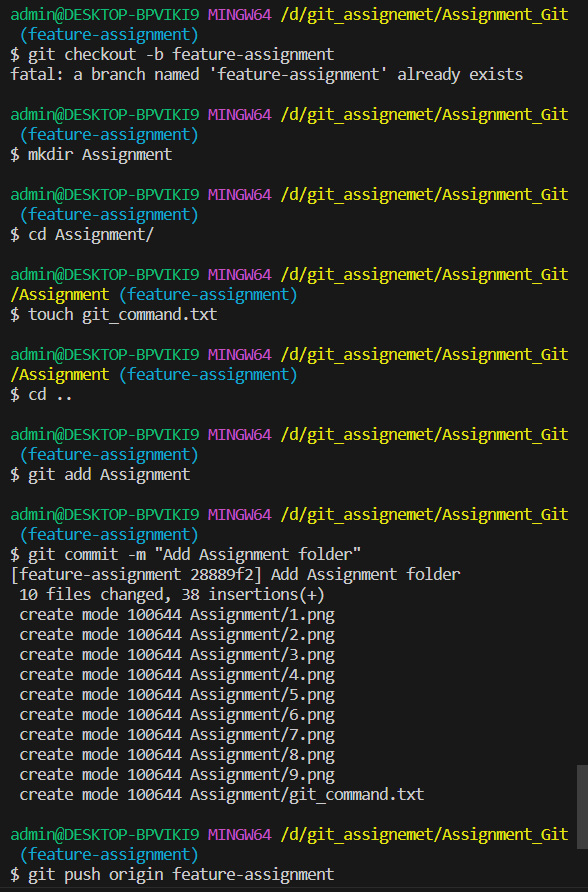 admin@DESKTOP-BPVIKI9 MINGW64 /d/git_assignemet/Assignment_Git
(feature-assignment)
$ git checkout -b feature-assignment
fatal: a branch named 'feature-assignment' already exists
admin@DESKTOP-BPVIKI9 MINGW64 /d/git_assignemet/Assignment_Git
(feature-assignment)
$ mkdir Assignment
admin@DESKTOP-BPVIKI9 MINGW64 /d/git_assignemet/Assignment_Git
(feature-assignment)
$ cd Assignment/
admin@DESKTOP-BPVIKI9 MINGW64 /d/git_assignemet/Assignment_Git
/Assignment (feature-assignment)
$ touch git_command.txt
admin@DESKTOP-BPVIKI9 MINGW64 /d/git_assignemet/Assignment_Git
/Assignment (feature-assignment)
$ cd ..
admin@DESKTOP-BPVIKI9 MINGW64 /d/git_assignemet/Assignment_Git
(feature-assignment)
$ git add Assignment
admin@DESKTOP-BPVIKI9 MINGW64 /d/git_assignemet/Assignment_Git
(feature-assignment)
$ git commit -m "Add Assignment folder"
[feature-assignment 28889f2] Add Assignment folder
10 files changed, 38 insertions(+)
create mode 100644 Assignment/1.png
create mode 100644 Assignment/2.png
create mode 100644 Assignment/3.png
create mode 100644 Assignment/4.png
create mode 100644 Assignment/5.png
create mode 100644 Assignment/6.png
create mode 100644 Assignment/7.png
create mode 100644 Assignment/8.png
create mode 100644 Assignment/9.png
create mode 100644 Assignment/git_command.txt
admin@DESKTOP-BPVIKI9 MINGW64 /d/git_assignemet/Assignment_Git
(feature-assignment)
$ git push origin feature-assignment